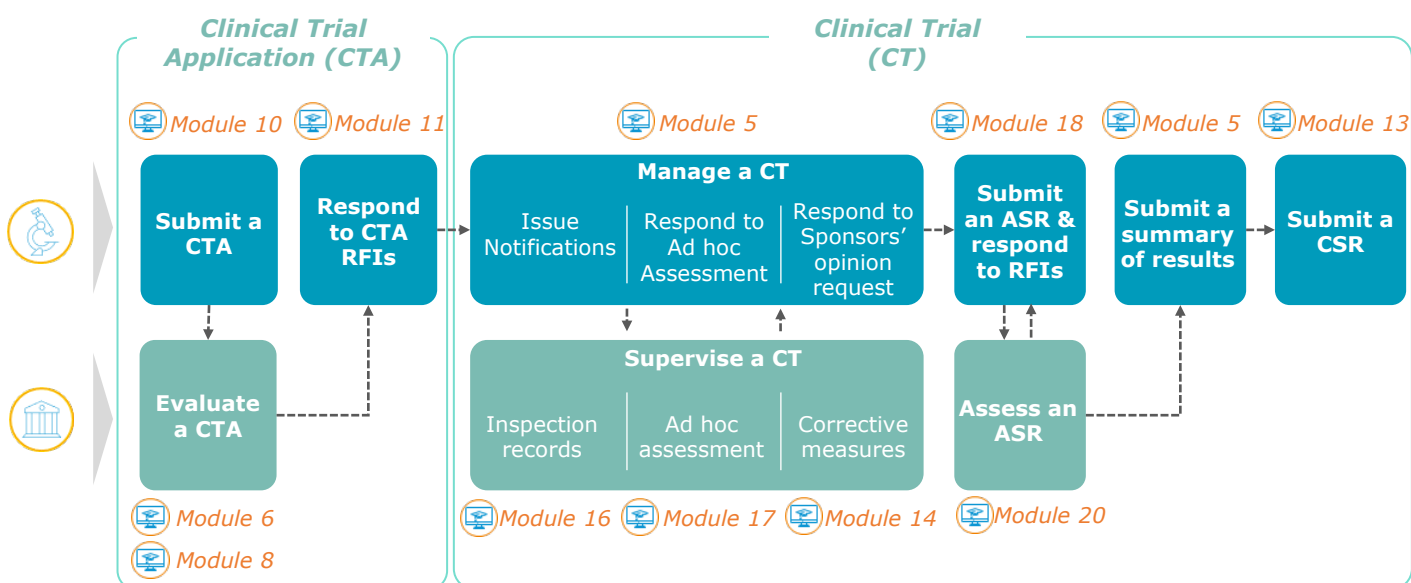 Clinical Trial
Application (CTA)
Clinical Trial
(CT)
Module 10
Module 11
Module 5
Module 18
Module 5
Module 13
Submit a
CTA
Respond
to CTA
RFIs
Manage a CT
Issue
Notifications
Respond to
Ad hoc
Assessment
Respond to
Sponsors’
opinion
request
Submit
an ASR &
respond
to RFIs
Submit a
summary
of results
Submit a
CSR
Evaluate
a CTA
Supervise a CT
Inspection
records
Ad hoc
assessment
Corrective
measures
Assess an
ASR
Module 6
Module 8
Module 16
Module 17
Module 14
Module 20